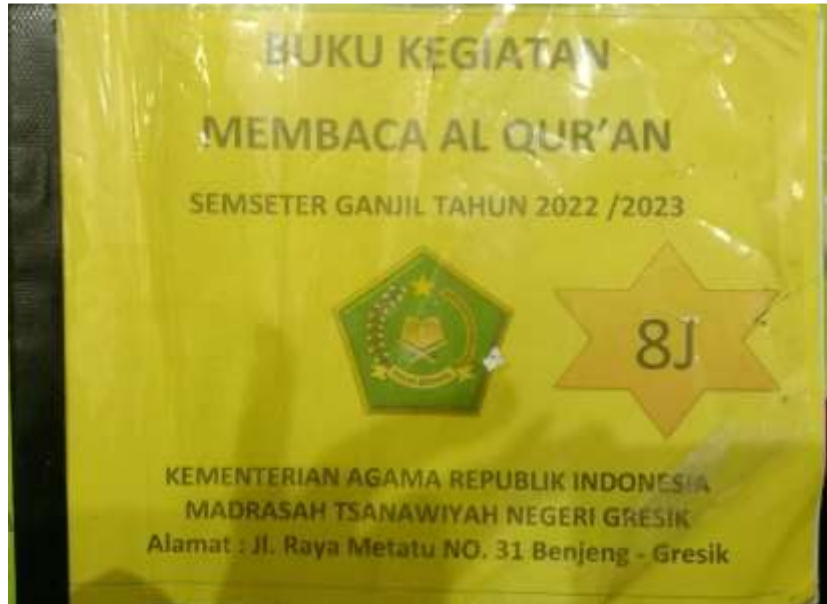 BUKU KEGIATAN
MEMBACA AL QUR'AN
SEMSETER GANJIL TAHUN 2022 /2023
8J
KEMENTERIAN AGAMA REPUBLIK INDONESIA
MADRASAH TSANAWIYAH NEGERI GRESIK
Alamat : Jl. Raya Metatu NO. 31 Benjeng - Gresik